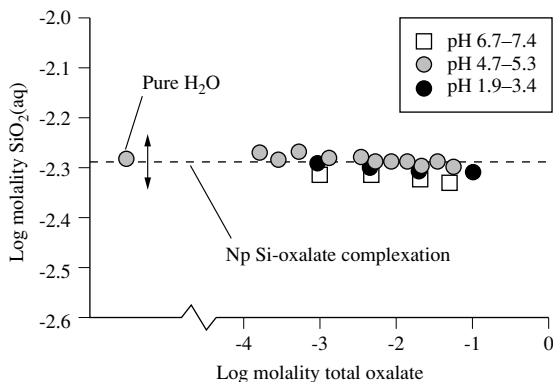 pH 6.7–7.4
pH 4.7–5.3
pH 1.9–3.4
Pure H₂O
Np Si-oxalate complexation
Log molality SiO₂(aq)
-2.0
-2.1
-2.2
-2.3
-2.4
-2.5
-2.6
-4 -3 -2 -1 0
Log molality total oxalate